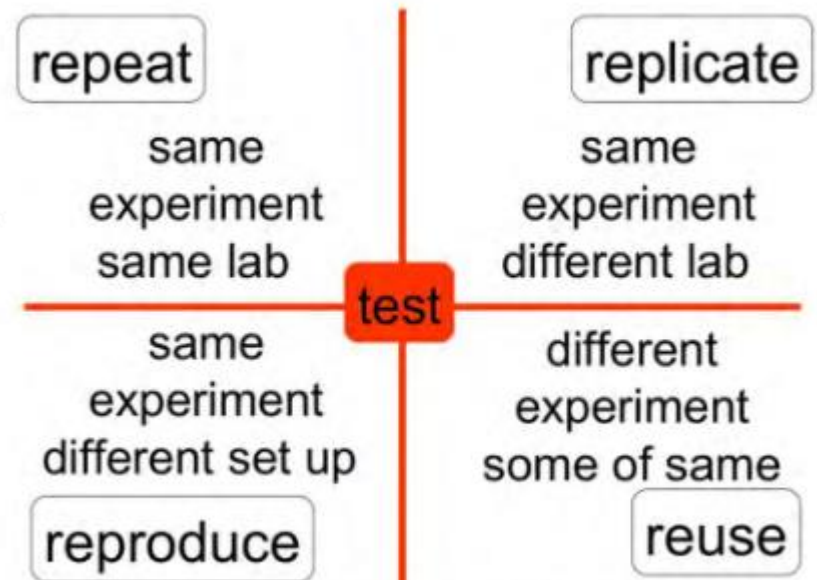 repeat
same
experiment
same lab
replicate
same
experiment
different lab
test
same
experiment
different set up
reproduce
different
experiment
some of same
reuse